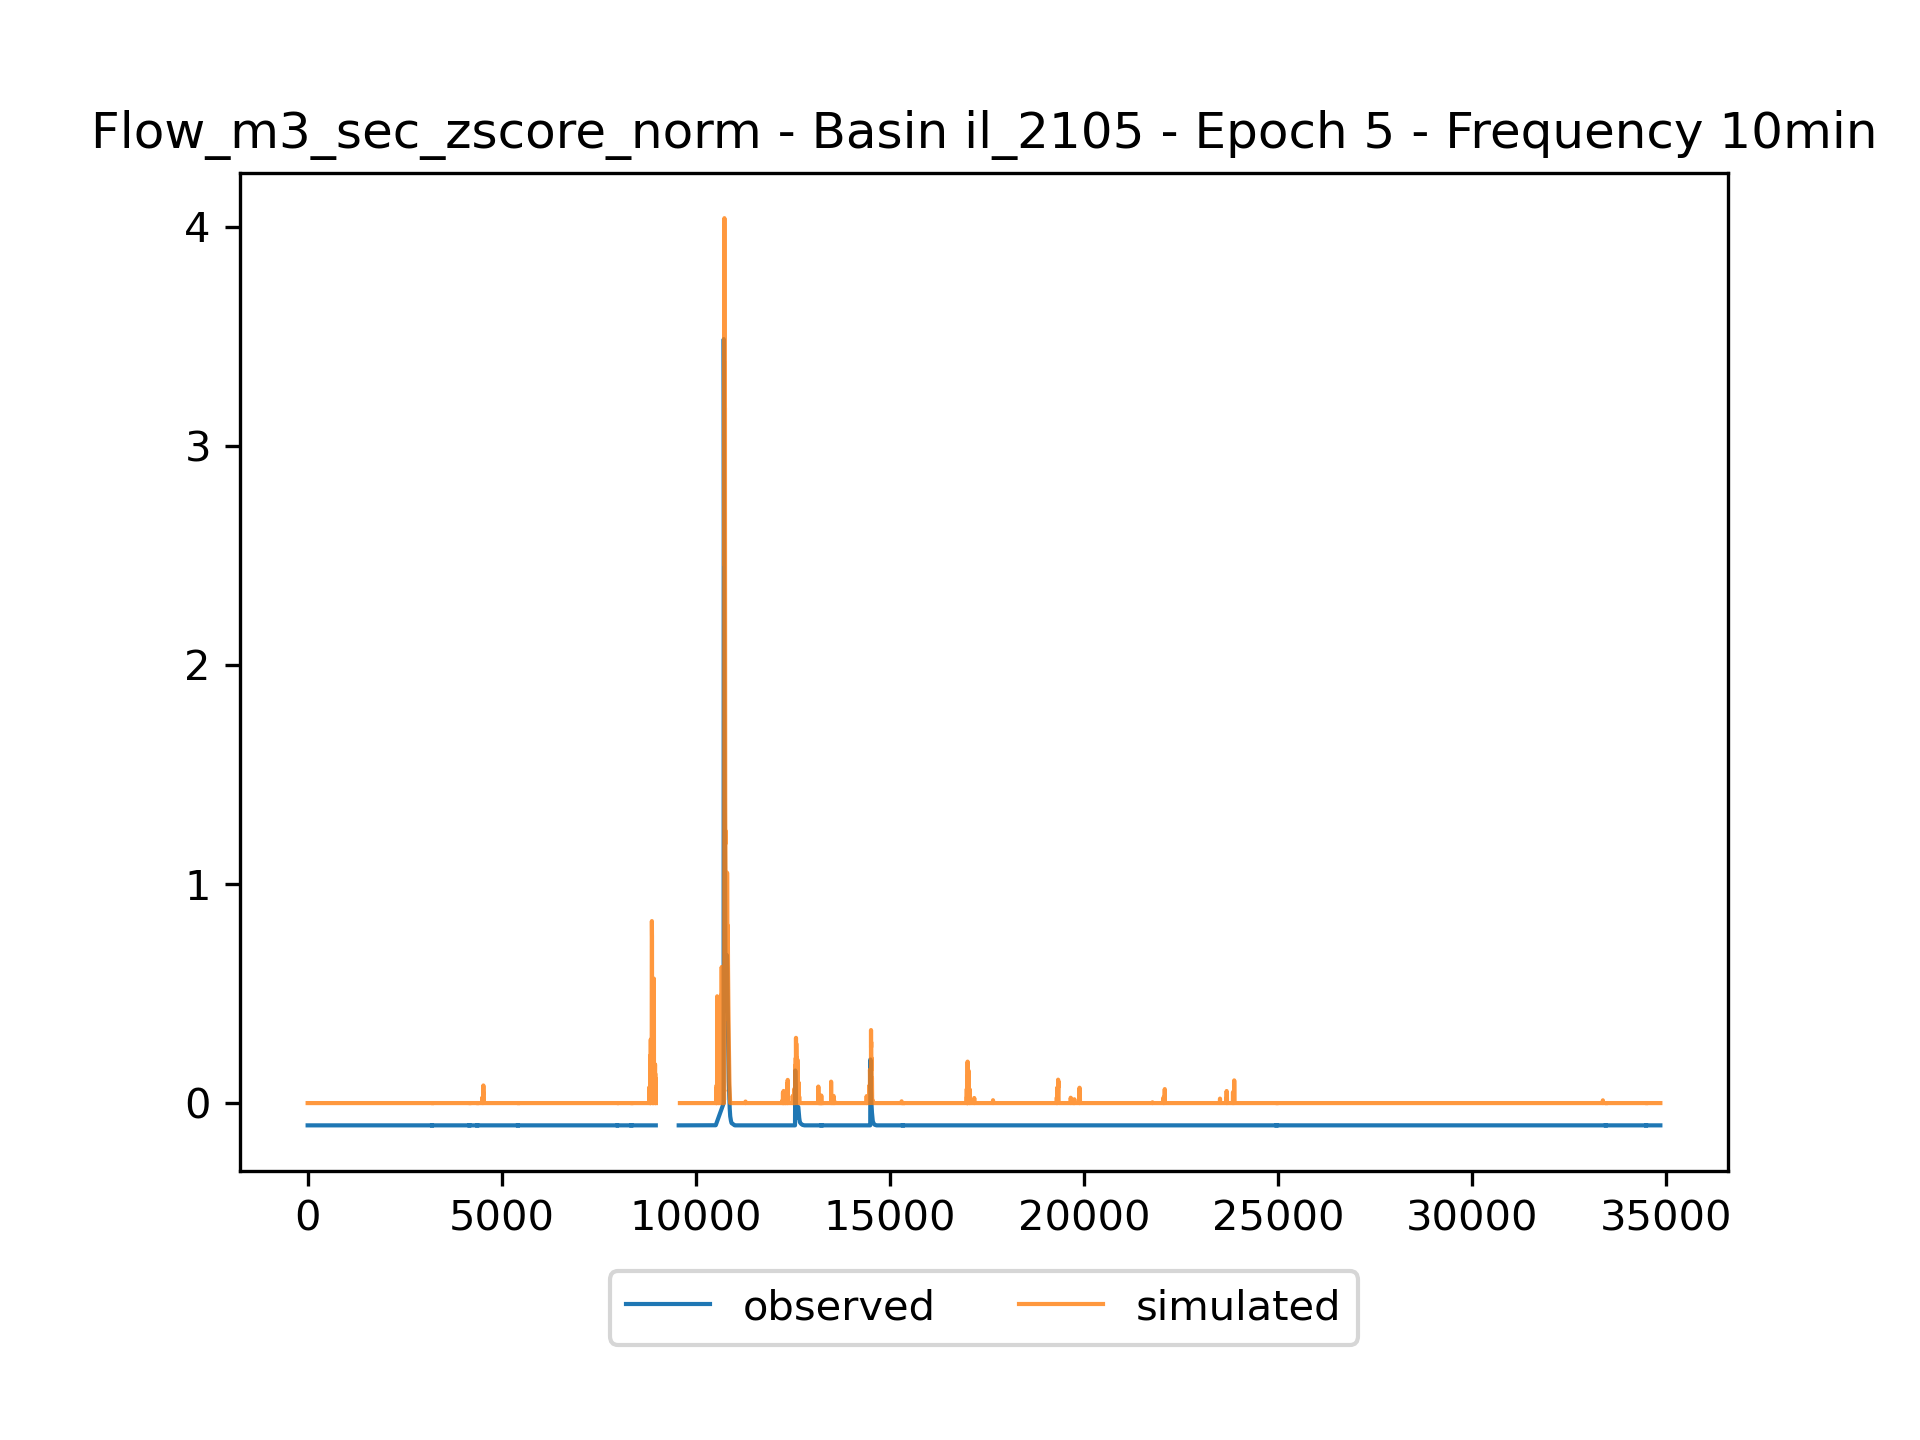 Flow_m3_sec_zscore_norm - Basin il_2105 - Epoch 5 - Frequency 10min
4
3
2
1
0
0 5000 10000 15000 20000 25000 30000 35000
observed simulated